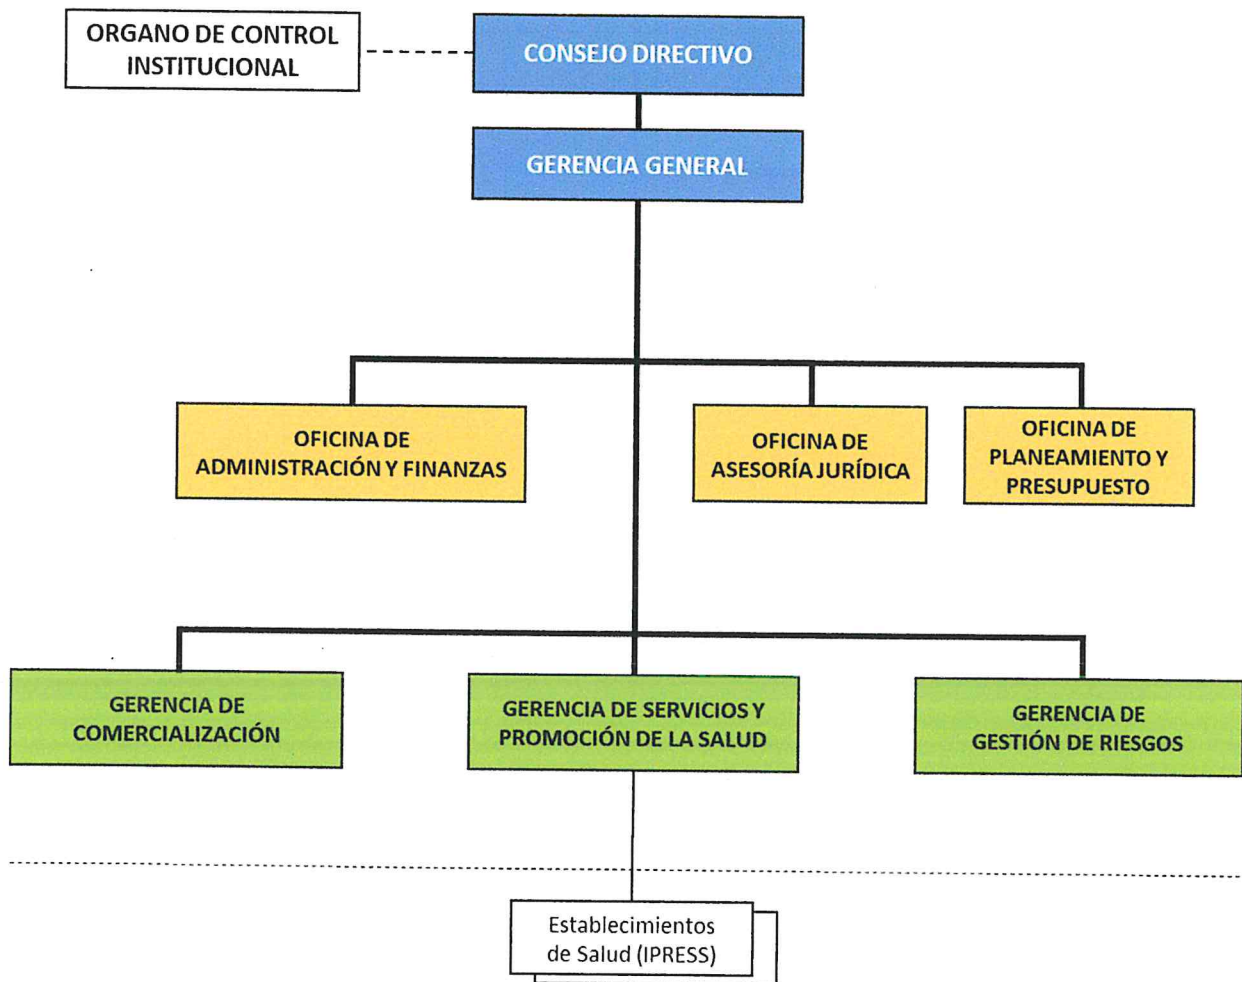 ORGANO DE CONTROL
INSTITUCIONAL
CONSEJO DIRECTIVO
GERENCIA GENERAL
OFICINA DE
ADMINISTRACIÓN Y FINANZAS
OFICINA DE
ASESORÍA JURÍDICA
OFICINA DE
PLANEAMIENTO Y
PRESUPUESTO
GERENCIA DE
COMERCIALIZACIÓN
GERENCIA DE SERVICIOS Y
PROMOCIÓN DE LA SALUD
GERENCIA DE
GESTIÓN DE RIESGOS
Establecimientos
de Salud (IPRESS)